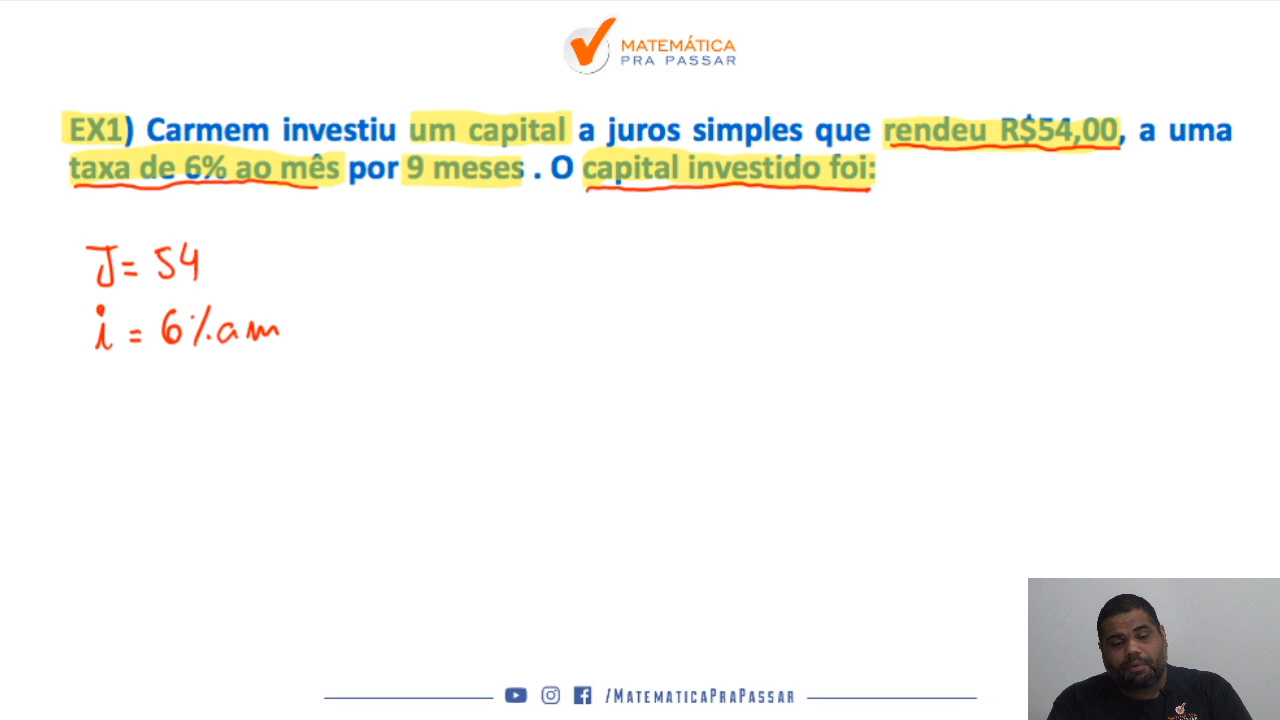 MATEMÁTICA
PRA PASSAR
EX1) Carmem investiu um capital a juros simples que rendeu R$54,00, a uma
taxa de 6% ao mês por 9 meses . O capital investido foi:
J = 54
i = 6% am
/MATEMATICAPRAPASSAR